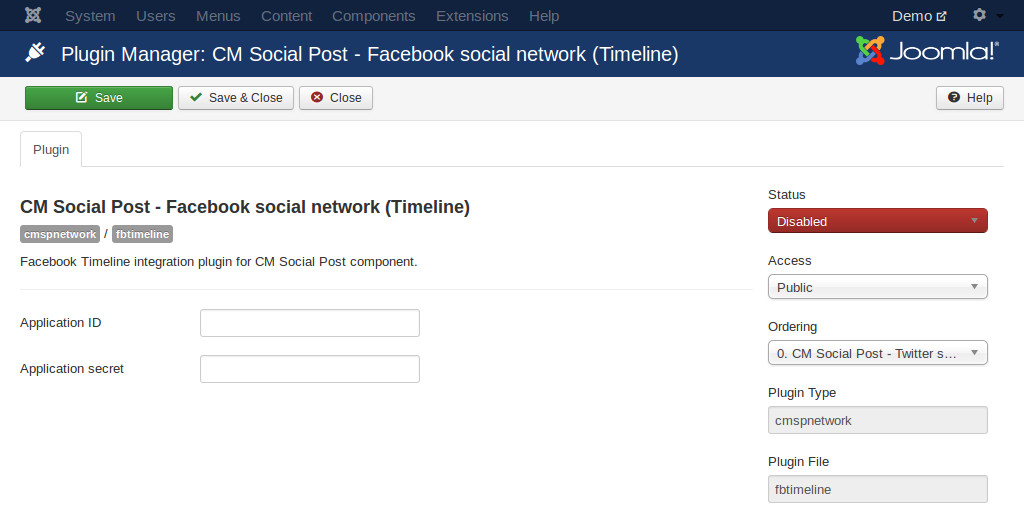 System Users Menus Content Components Extensions Help Demo
Plugin Manager: CM Social Post - Facebook social network (Timeline) Joomla!®
Save Save & Close Close Help
Plugin
CM Social Post - Facebook social network (Timeline)
cmspnetwork / fbtimeline
Facebook Timeline integration plugin for CM Social Post component.
Application ID
Application secret
Status
Disabled
Access
Public
Ordering
0. CM Social Post - Twitter s...
Plugin Type
cmspnetwork
Plugin File
fbtimeline